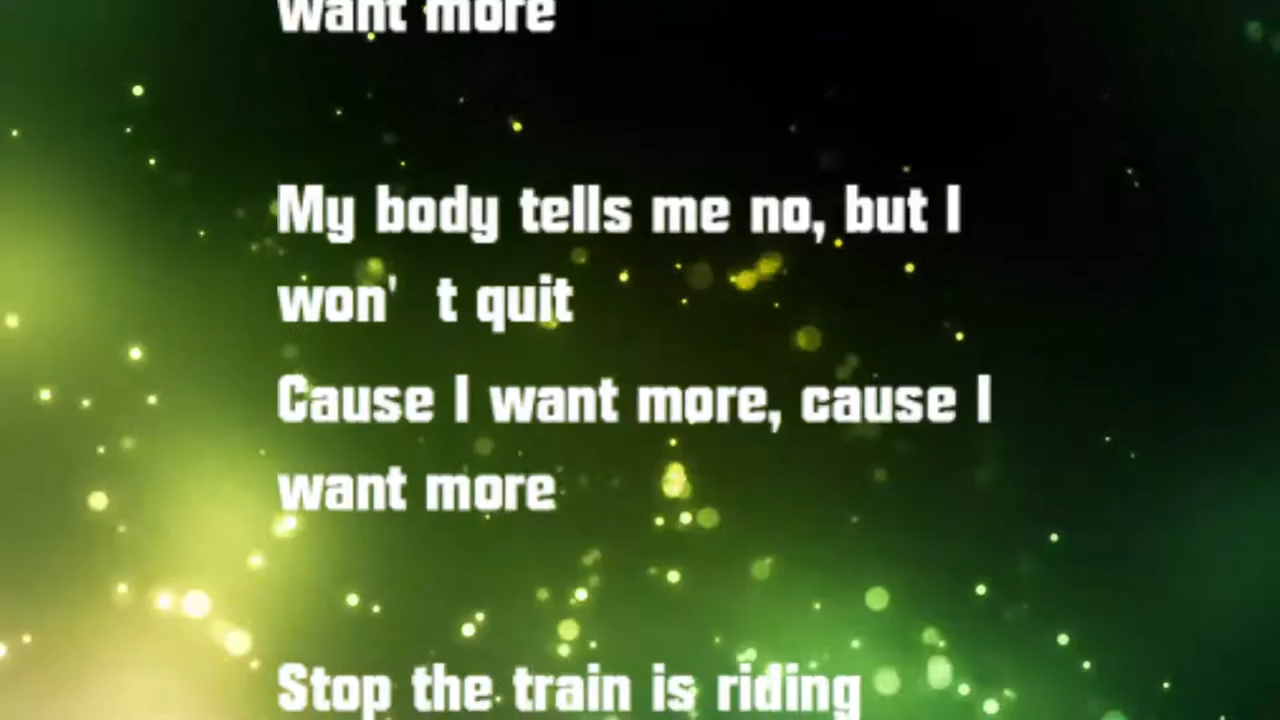 want more
My body tells me no, but I
won' t quit
Cause I want more, cause I
want more
Stop the train is riding